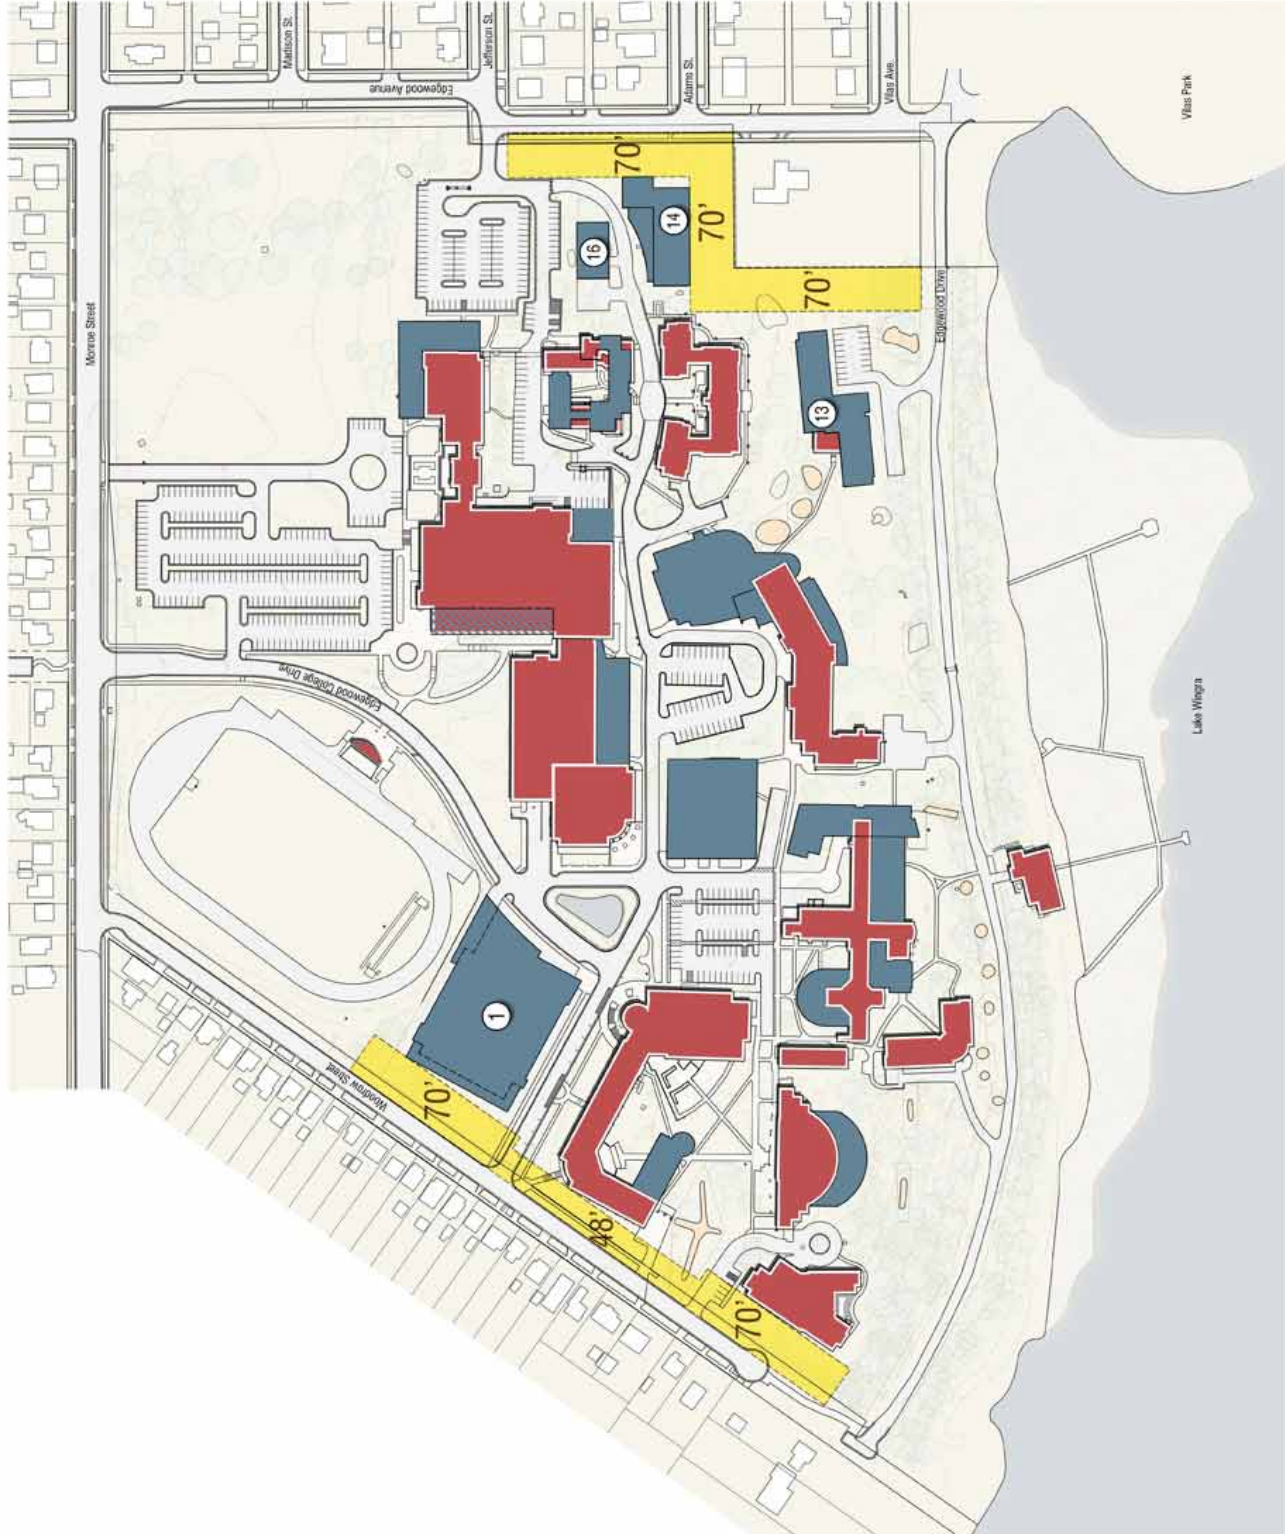 Madison St.
Jefferson St.
Adams St.
Vilas Ave.
Edgewood Avenue
Vilas Park
70'
70'
70'
14
16
Monroe Street
Edgewood Drive
13
Edgewood College Drive
Lake Wingra
1
Woodrow Street
70'
48'
70'